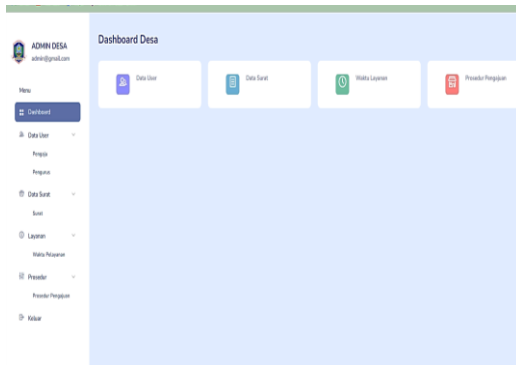 ADMIN DESA
admin@gmail.com
Menu
Dashboard
Data User
Pengaju
Pengurus
Data Surat
Surat
Layanan
Waktu Pelayanan
Prosedur
Prosedur Pengajuan
Keluar
Dashboard Desa
Data User
Data Surat
Waktu Layanan
Prosedur Pengajuan